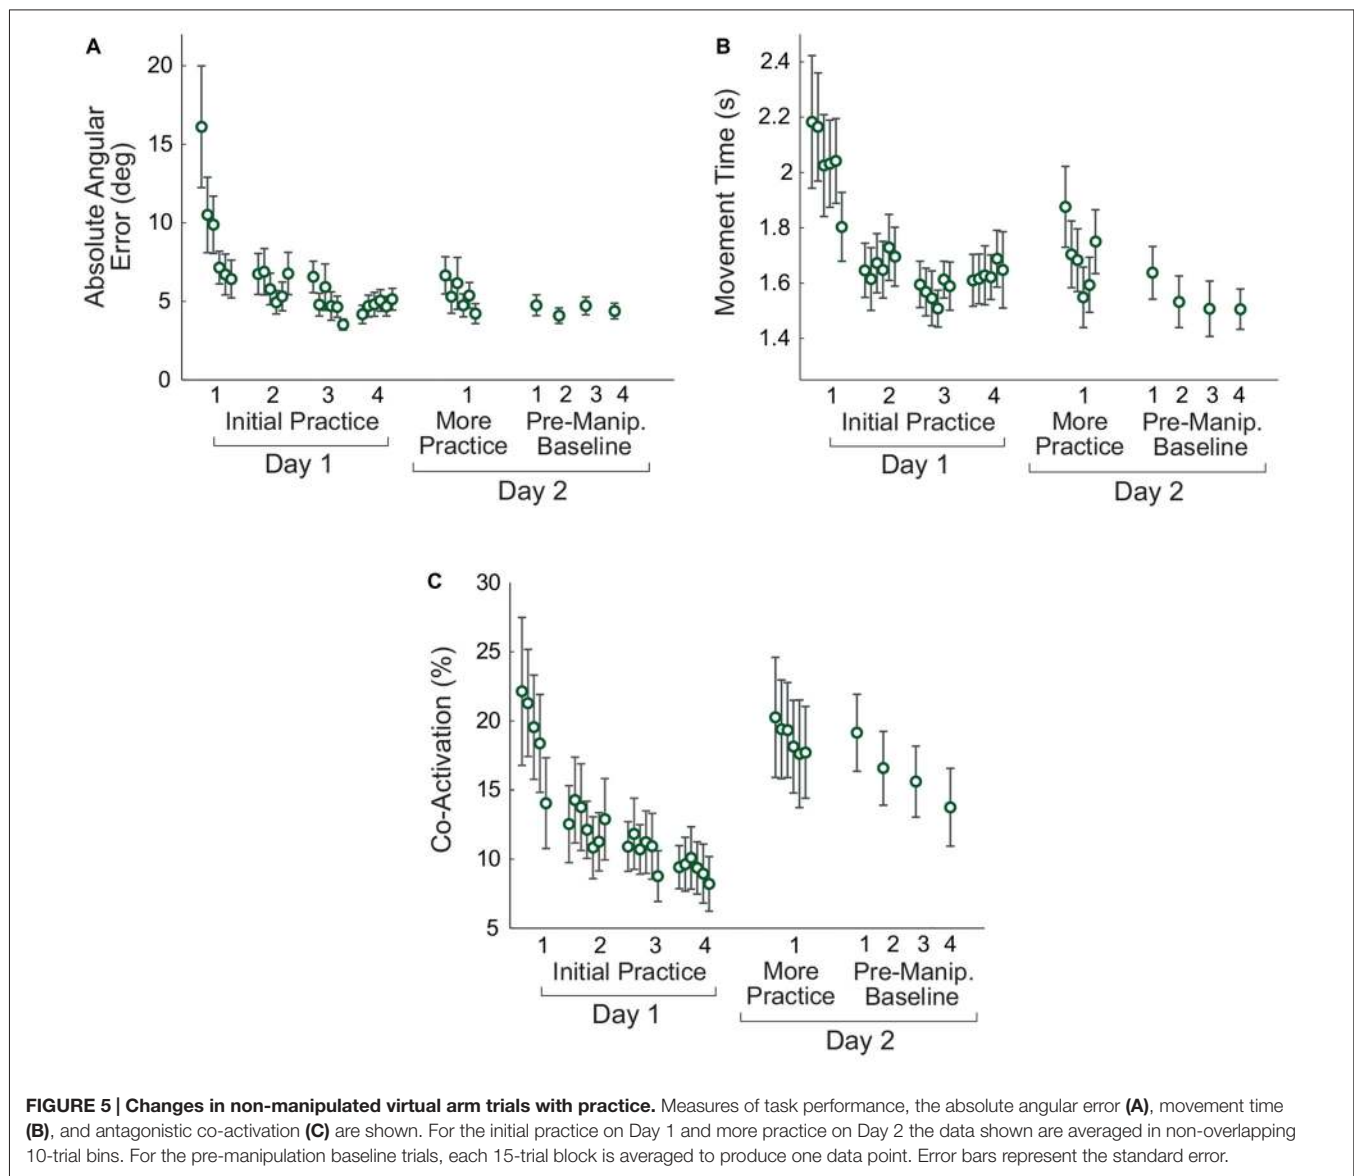 A
20
15
10
5
0
Absolute Angular
Error (deg)
1 2 3 4 1 1 2 3 4
Initial Practice More Pre-Manip.
Practice Baseline
Day 1
Day 2
B
2.4
2.2
2
1.8
1.6
1.4
Movement Time (s)
1 2 3 4 1 1 2 3 4
Initial Practice More Pre-Manip.
Practice Baseline
Day 1
Day 2
C
30
25
20
15
10
5
Co-Activation (%)
1 2 3 4 1 1 2 3 4
Initial Practice More Pre-Manip.
Practice Baseline
Day 1
Day 2
FIGURE 5 | Changes in non-manipulated virtual arm trials with practice. Measures of task performance, the absolute angular error (A), movement time
(B), and antagonistic co-activation (C) are shown. For the initial practice on Day 1 and more practice on Day 2 the data shown are averaged in non-overlapping
10-trial bins. For the pre-manipulation baseline trials, each 15-trial block is averaged to produce one data point. Error bars represent the standard error.